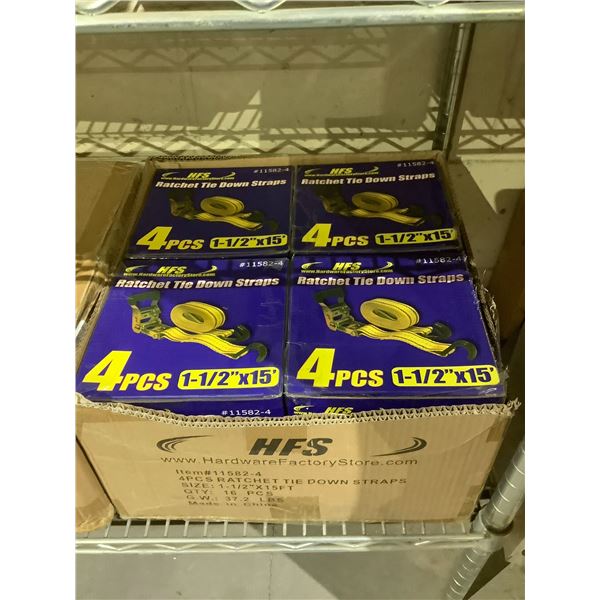 #11582-4
HFS
www.HardwareFactoryStore.com
Ratchet Tie Down Straps
4PCS 1-1/2"x15'
#11582-4
HFS
www.HardwareFactoryStore.com
Ratchet Tie Down Straps
4PCS 1-1/2"x15'
#11582-4
HFS
www.HardwareFactoryStore.com
Ratchet Tie Down Straps
4PCS 1-1/2"x15'
#11582-4
HFS
www.HardwareFactoryStore.com
Ratchet Tie Down Straps
4PCS 1-1/2"x15'
#11582-4
HFS
www.HardwareFactoryStore.com
Item#11582-4
4PCS RATCHET TIE DOWN STRAPS
SIZE: 1-1/2"X15FT
QTY: 16 PCS
G.W.: 37.2 LBS
Made in China